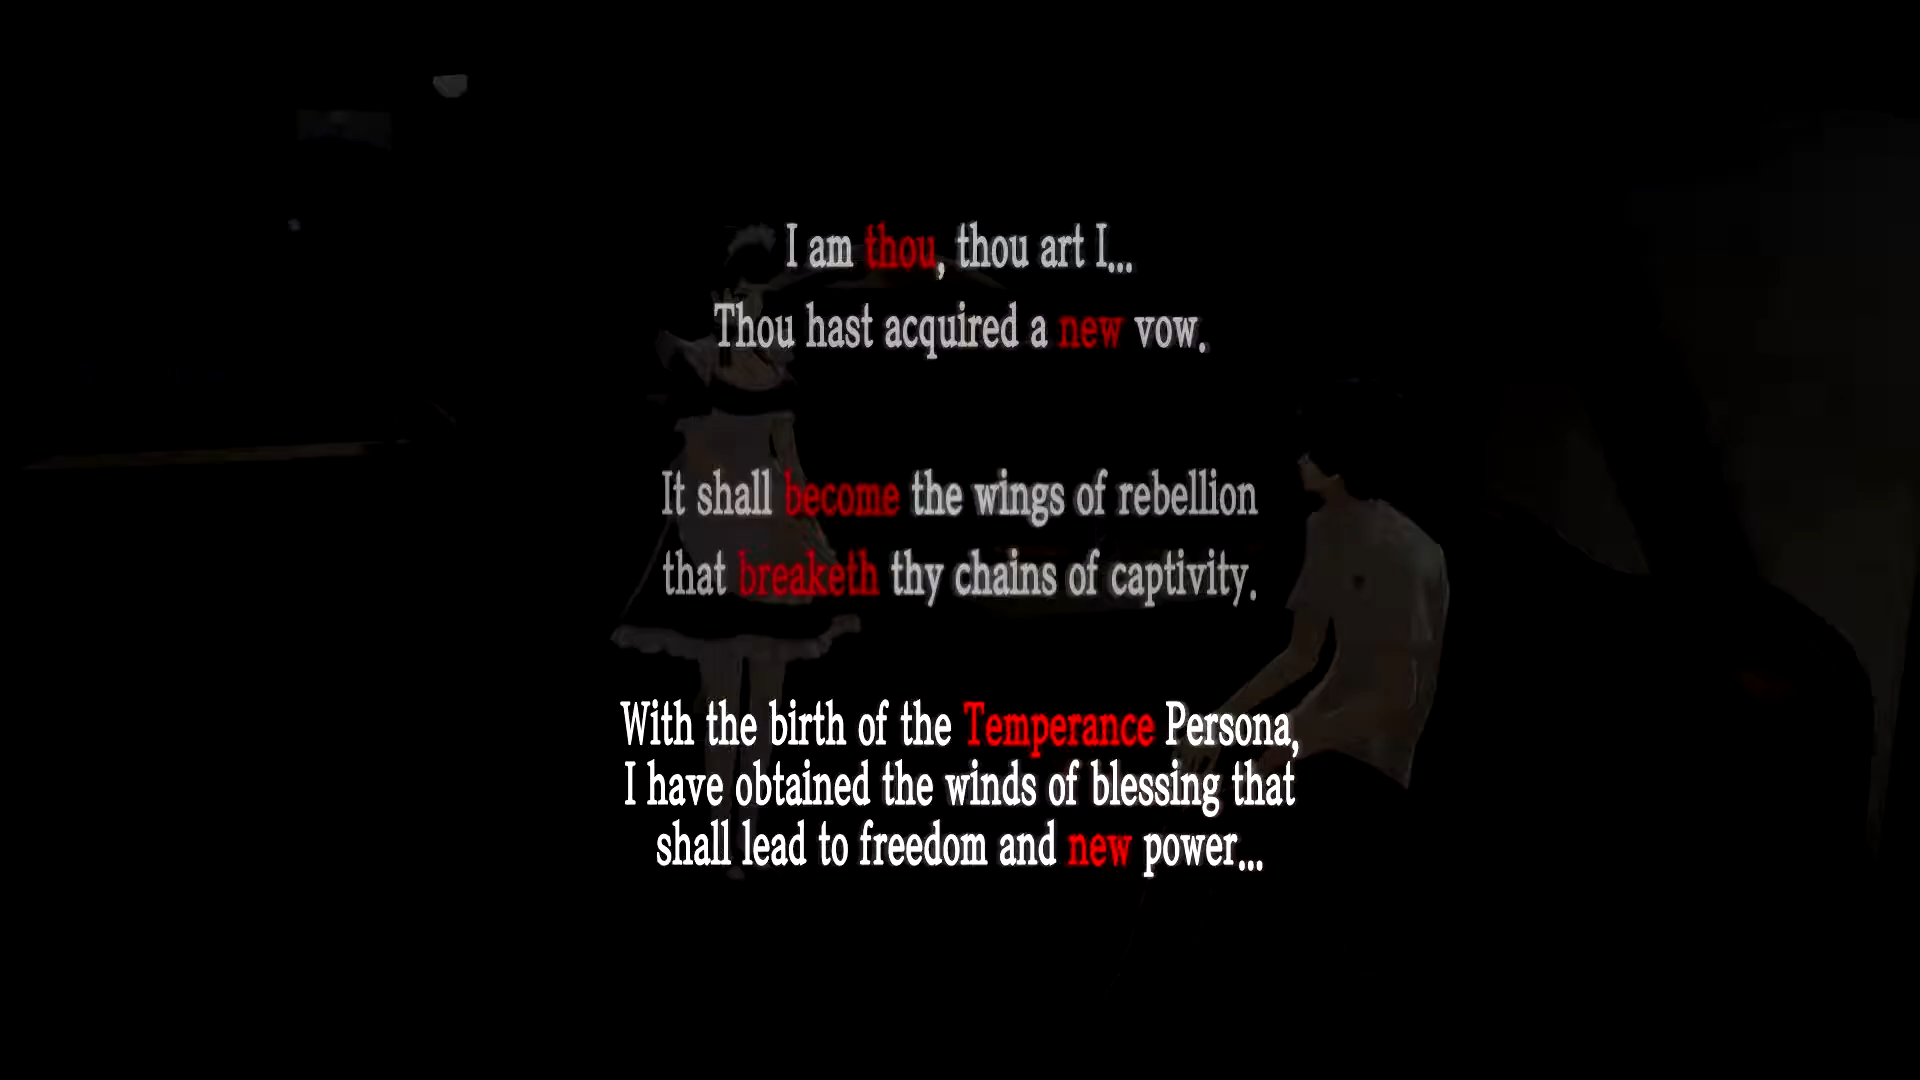 I am thou, thou art I...
Thou hast acquired a new vow.
It shall become the wings of rebellion
that breaketh thy chains of captivity.
With the birth of the Temperance Persona,
I have obtained the winds of blessing that
shall lead to freedom and new power...